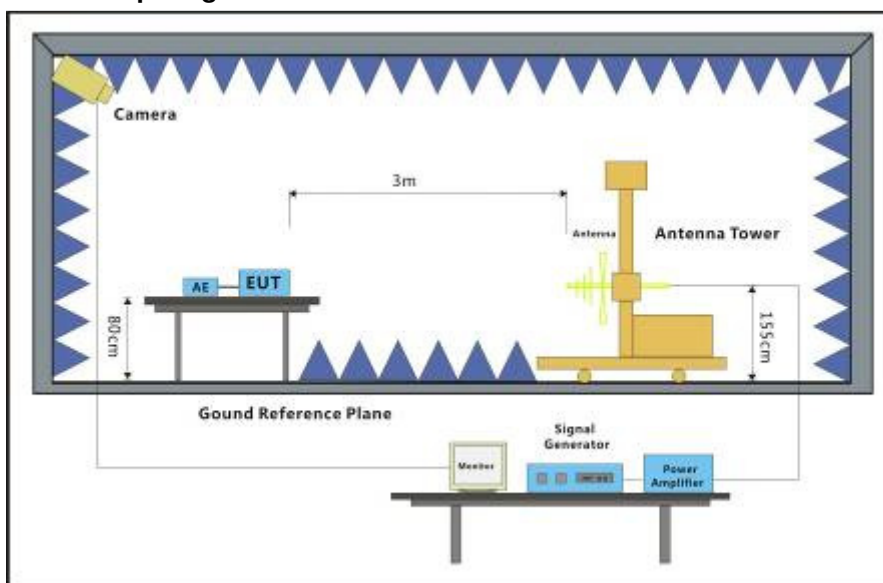 Camera
3m
Antenna
Antenna Tower
AE
EUT
80cm
155cm
Gound Reference Plane
Signal
Generator
Monitor
Power
Amplifier